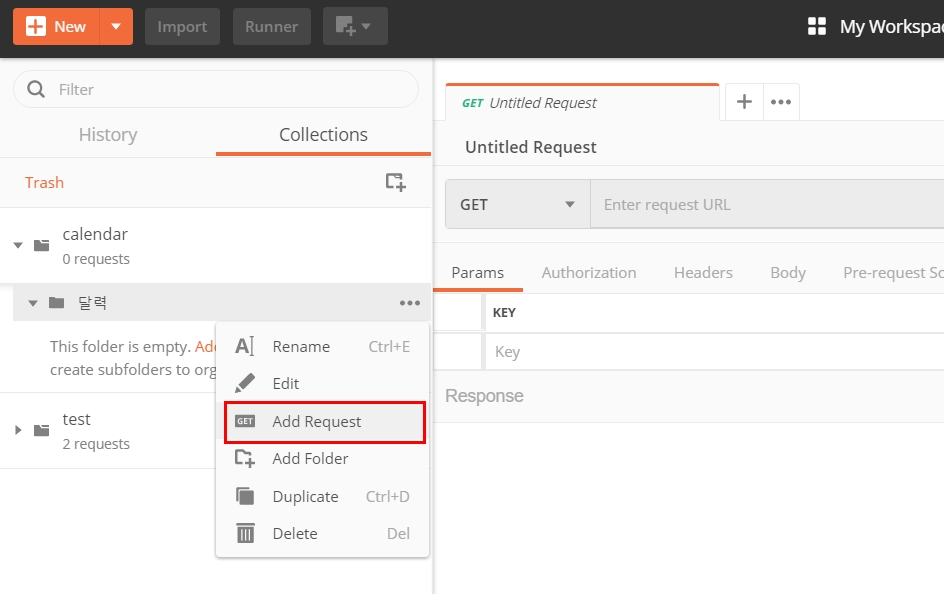 New
Import
Runner
My Workspac
Filter
History
Collections
Trash
calendar
0 requests
달력
This folder is empty. Add
create subfolders to org
test
2 requests
Rename Ctrl+E
Edit
GET Add Request
Add Folder
Duplicate Ctrl+D
Delete Del
GET Untitled Request
Untitled Request
GET
Enter request URL
Params Authorization Headers Body Pre-request Sc
KEY
Key
Response